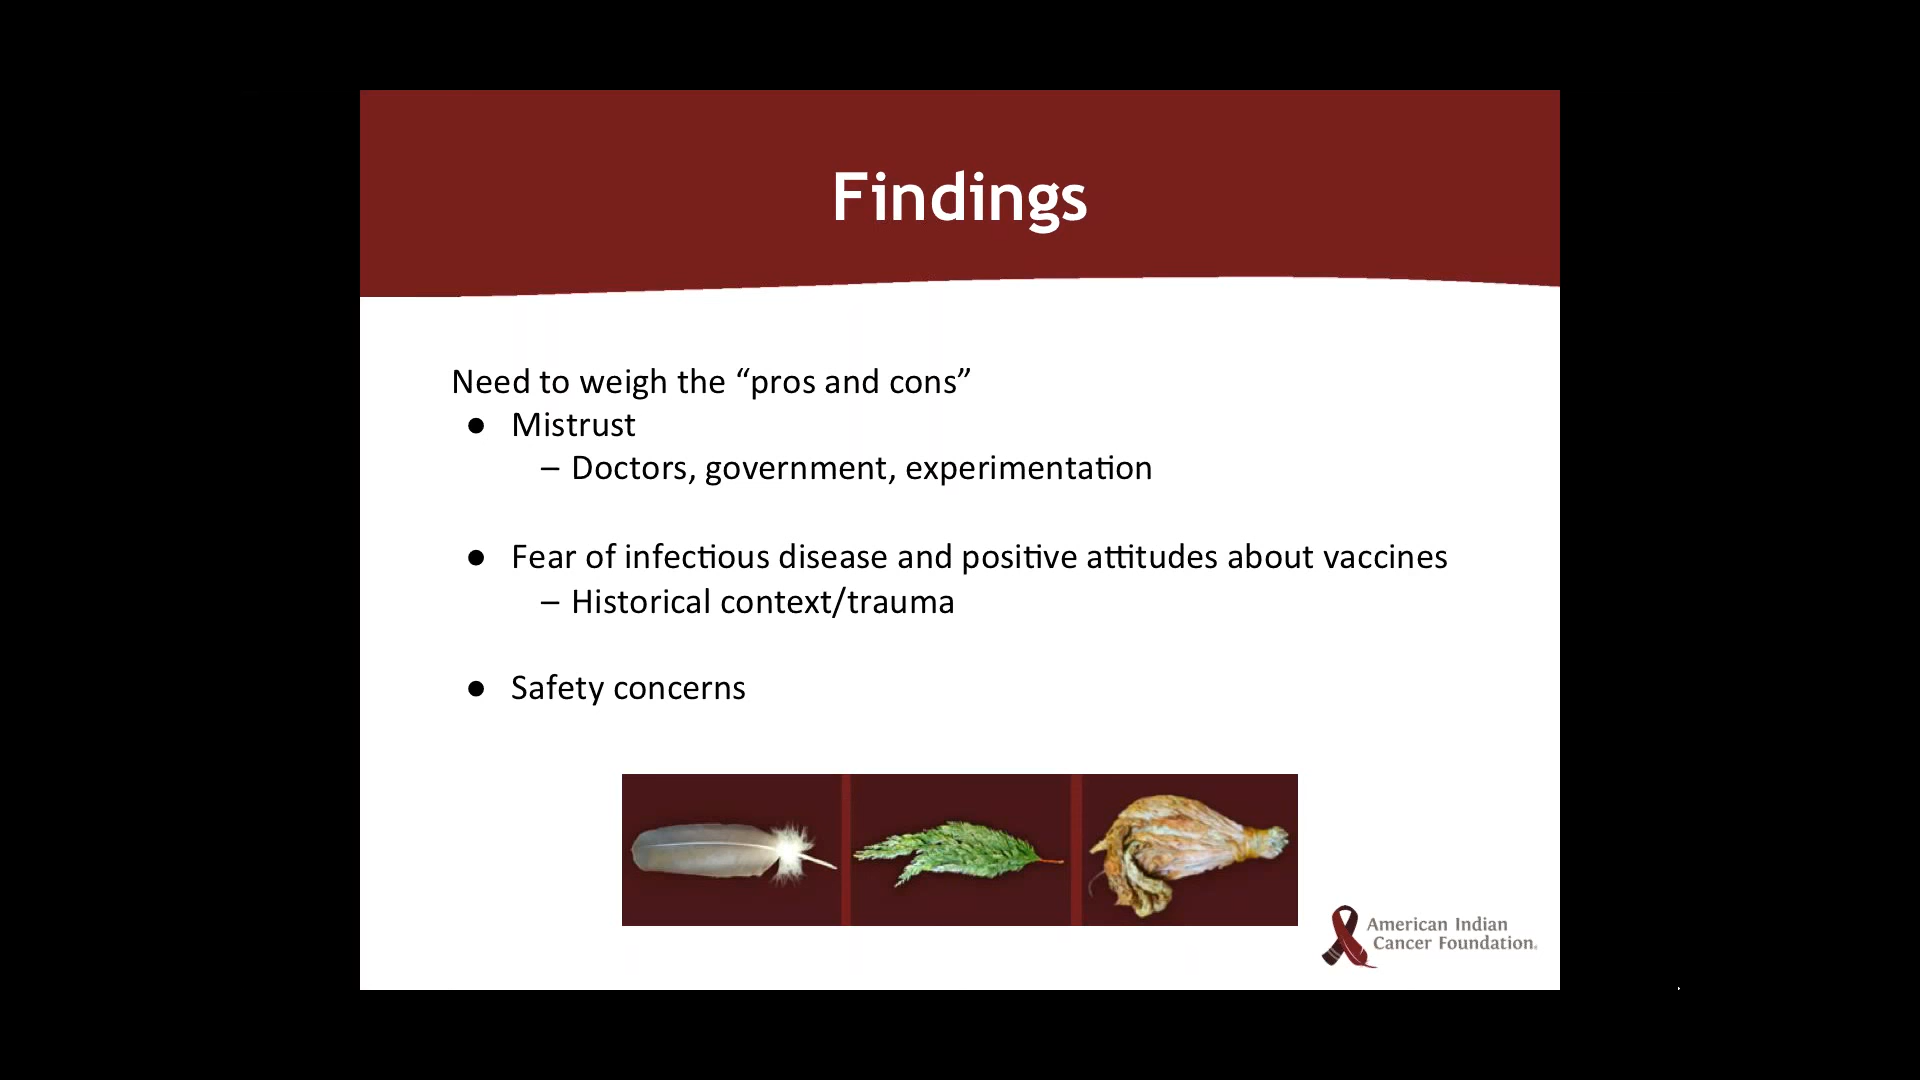 Findings
Need to weigh the “pros and cons”
● Mistrust
– Doctors, government, experimentation
● Fear of infectious disease and positive attitudes about vaccines
– Historical context/trauma
● Safety concerns
American Indian
Cancer Foundation.